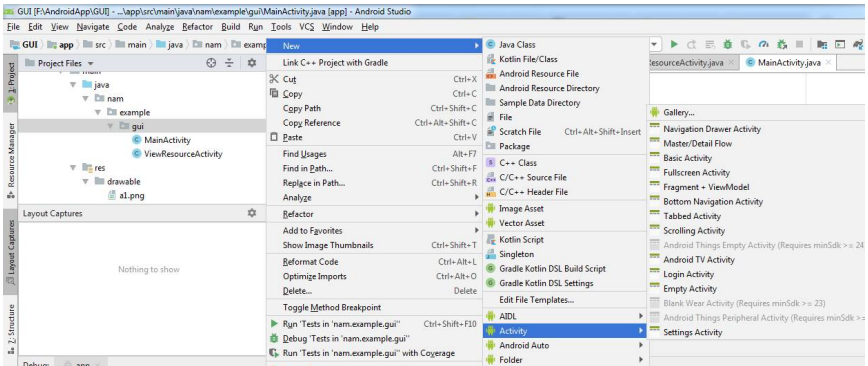 GUI [F:\AndroidApp\GUI] - ...\app\src\main\java\nam\example\gui\MainActivity.java [app] - Android Studio
File Edit View Navigate Code Analyze Refactor Build Run Tools VCS Window Help
GUI app src main java nam examp
Project Files
java
nam
example
gui
MainActivity
ViewResourceActivity
res
drawable
a1.png
Layout Captures
Nothing to show
1: Project
Resource Manager
Layout Captures
Z: Structure
Debug: app
New
Link C++ Project with Gradle
Cut Ctrl+X
Copy Ctrl+C
Copy Path Ctrl+Shift+C
Copy Reference Ctrl+Alt+Shift+C
Paste Ctrl+V
Find Usages Alt+F7
Find in Path... Ctrl+Shift+F
Replace in Path... Ctrl+Shift+R
Analyze
Refactor
Add to Favorites
Show Image Thumbnails Ctrl+Shift+T
Reformat Code Ctrl+Alt+L
Optimize Imports Ctrl+Alt+O
Delete... Delete
Toggle Method Breakpoint
Run 'Tests in 'nam.example.gui'' Ctrl+Shift+F10
Debug 'Tests in 'nam.example.gui''
Run 'Tests in 'nam.example.gui'' with Coverage
Java Class
Kotlin File/Class
Android Resource File
Android Resource Directory
Sample Data Directory
File
Scratch File Ctrl+Alt+Shift+Insert
Package
C++ Class
C/C++ Source File
C/C++ Header File
Image Asset
Vector Asset
Kotlin Script
Singleton
Gradle Kotlin DSL Build Script
Gradle Kotlin DSL Settings
Edit File Templates...
AIDL
Activity
Android Auto
Folder
ResourceActivity.java MainActivity.java
Gallery...
Navigation Drawer Activity
Master/Detail Flow
Basic Activity
Fullscreen Activity
Fragment + ViewModel
Bottom Navigation Activity
Tabbed Activity
Scrolling Activity
Android Things Empty Activity (Requires minSdk >= 24
Android TV Activity
Login Activity
Empty Activity
Blank Wear Activity (Requires minSdk >= 23)
Android Things Peripheral Activity (Requires minSdk >=
Settings Activity